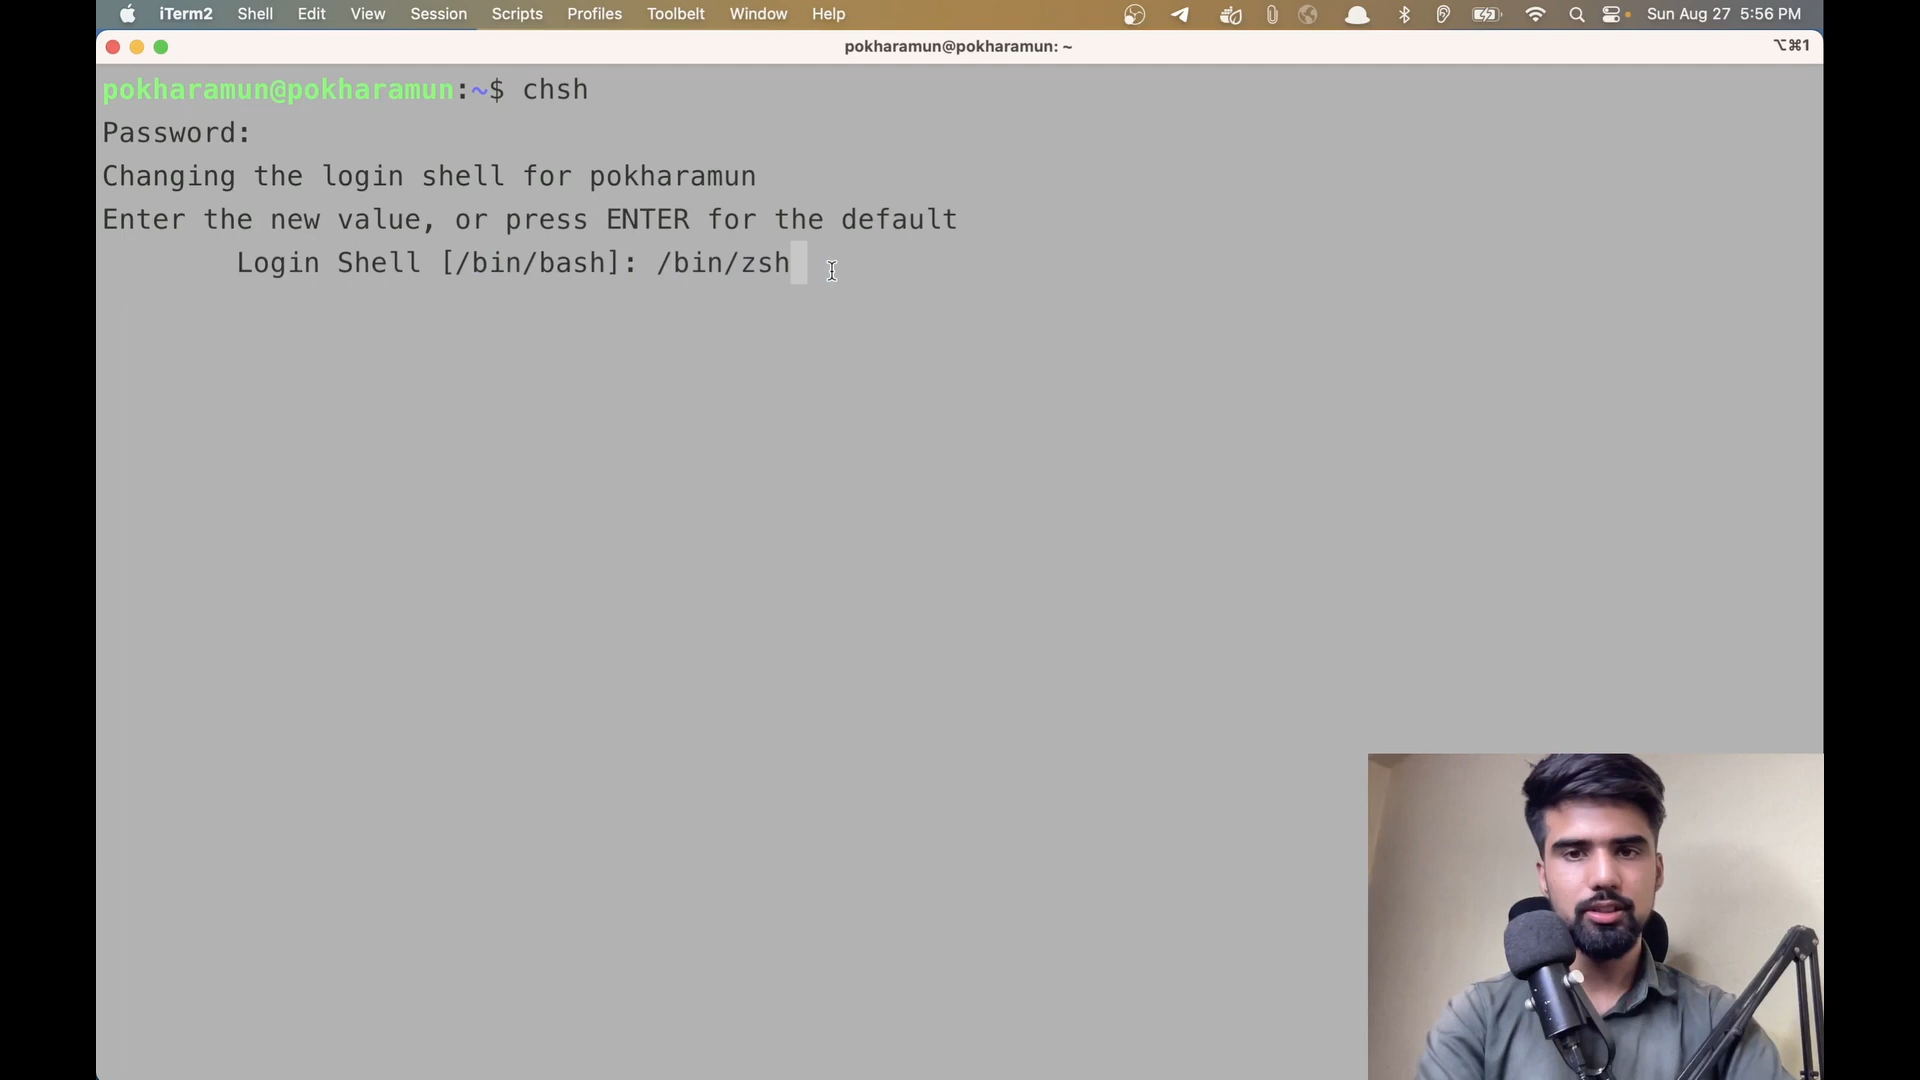 iTerm2 Shell Edit View Session Scripts Profiles Toolbelt Window Help Sun Aug 27 5:56 PM
pokharamun@pokharamun: ~ ⌥⌘1
pokharamun@pokharamun:~$ chsh
Password:
Changing the login shell for pokharamun
Enter the new value, or press ENTER for the default
Login Shell [/bin/bash]: /bin/zsh